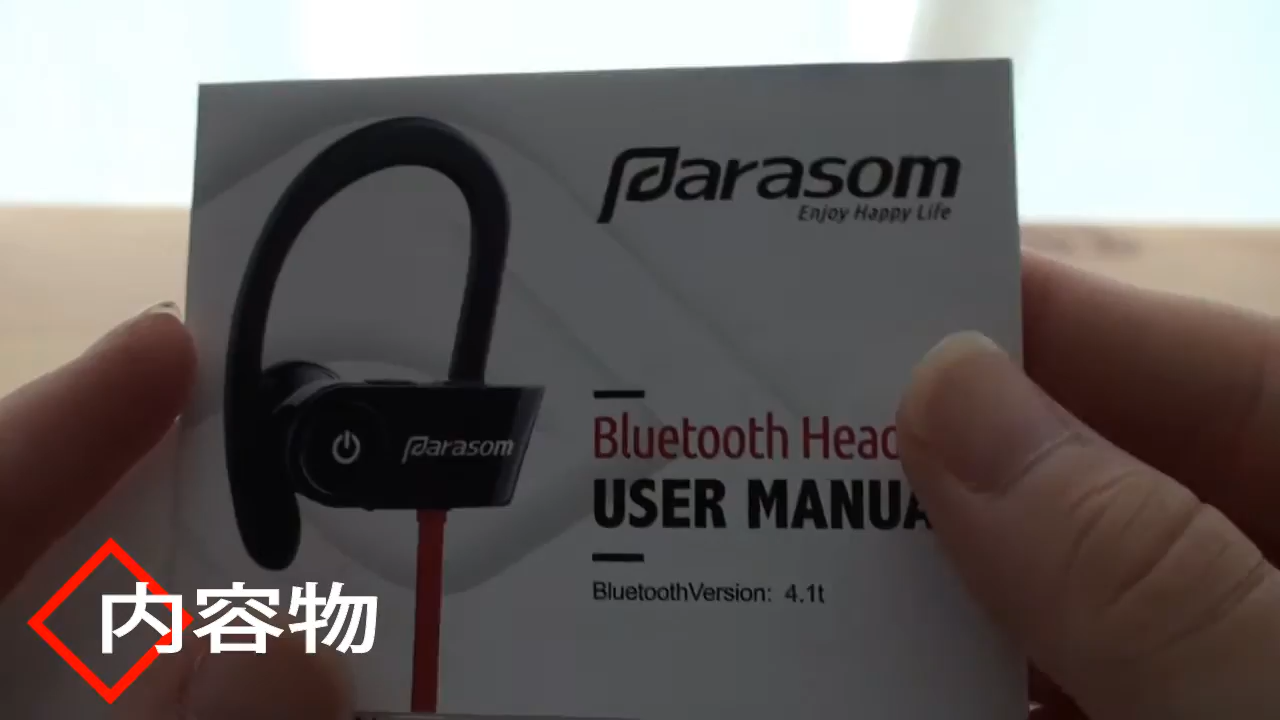 Parasom
Enjoy Happy Life
Parasom
Bluetooth Head
USER MANUA
BluetoothVersion: 4.1t
内容物